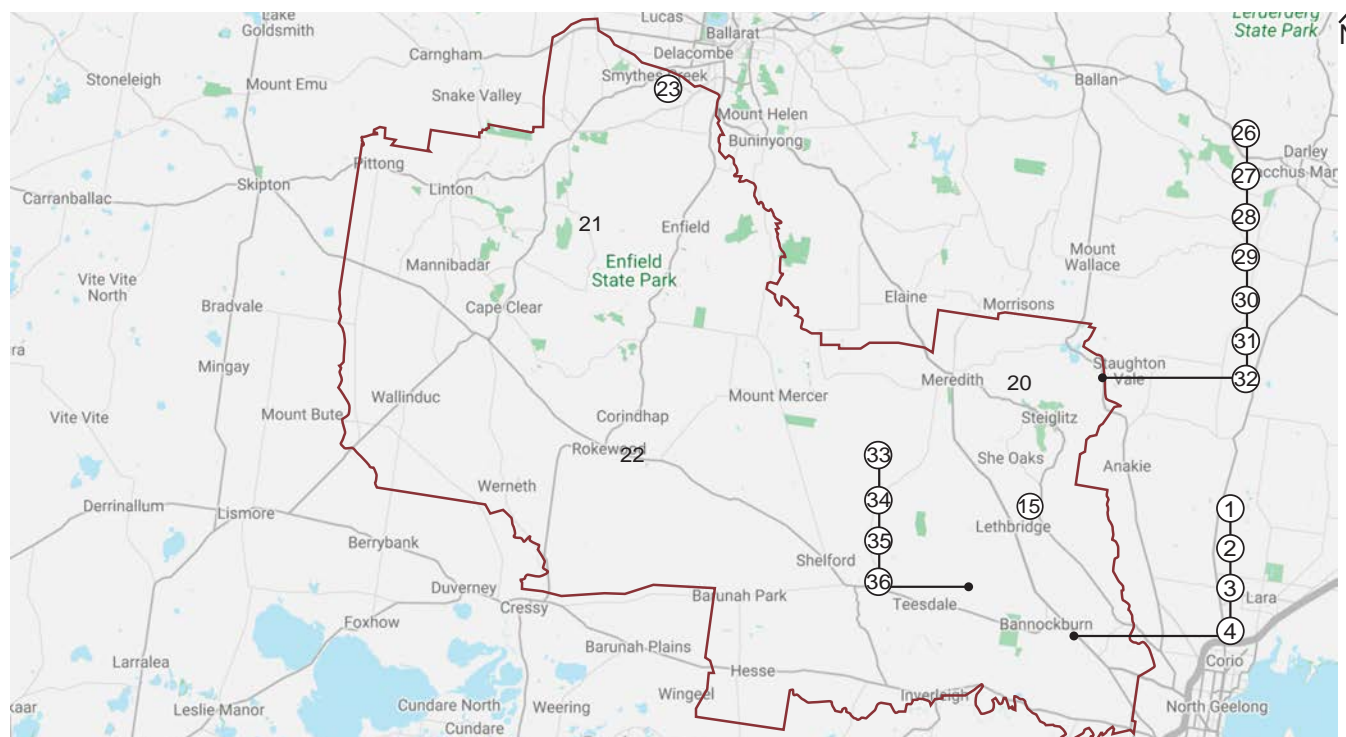 Lake
Goldsmith
Lucas
Ballarat
Lerderderg
State Park
N
Carngham
Delacombe
Stoneleigh
Mount Emu
Smythes Creek
23
Ballan
Snake Valley
Mount Helen
26
Buninyong
Darley
Pittong
27
Skipton
Linton
Carranballac
28
21
Enfield
Mannibadar
Enfield
State Park
Mount
Wallace
29
Vite Vite
North
Bradvale
Cape Clear
Elaine
Morrisons
30
31
Mingay
Staughton
Vale
32
Meredith
20
Wallinduc
Mount Mercer
Vite Vite
Mount Bute
Corindhap
Steiglitz
Rokewood
22
33
She Oaks
Anakie
Werneth
34
15
1
Derrinallum
Lismore
Lethbridge
Berrybank
35
2
Shelford
36
Duverney
Barunah Park
3
Lara
Cressy
Teesdale
Foxhow
Bannockburn
4
Barunah Plains
Larralea
Hesse
Corio
Wingeel
Inverleigh
Leslie Manor
Cundare North
Weering
North Geelong
Cundare